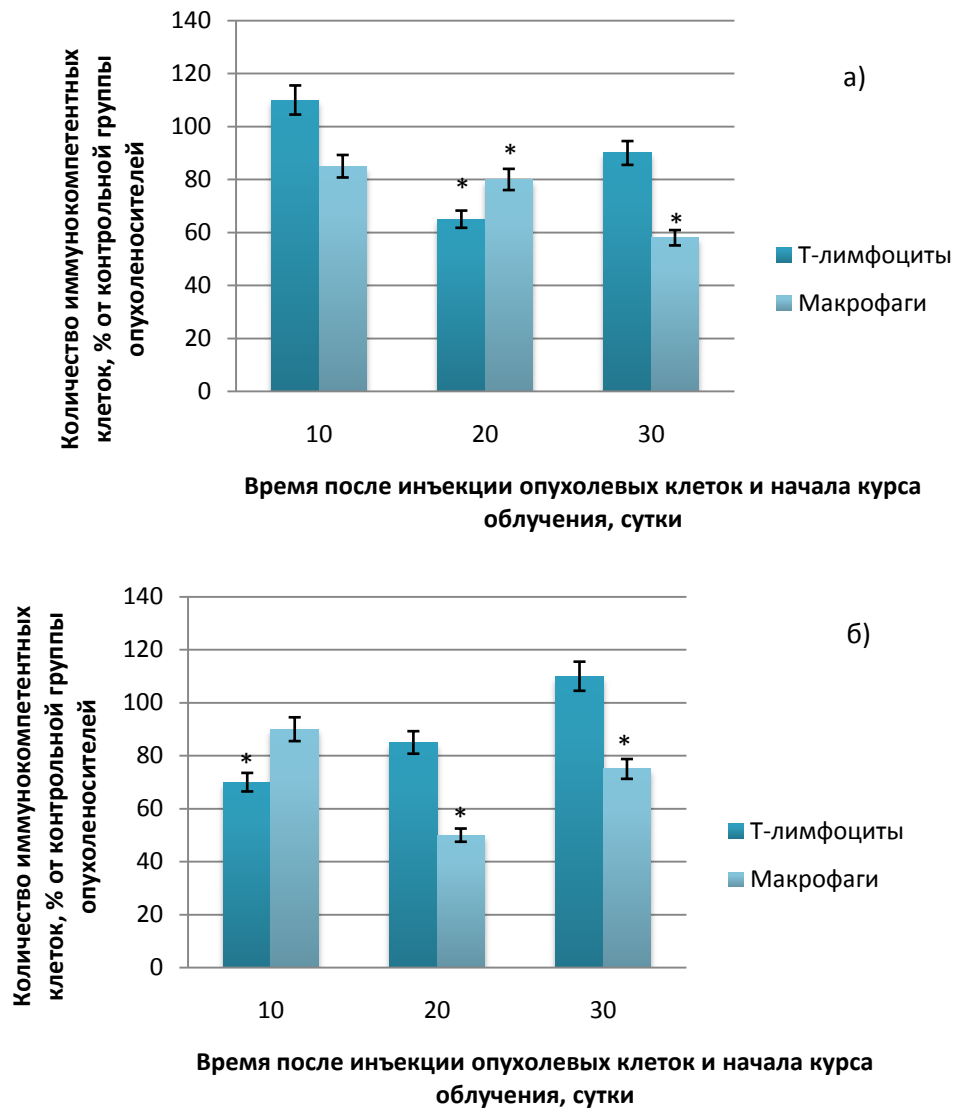 Количество иммунокомпетентных
клеток, % от контрольной группы
опухоленосителей
140
120
100
80
60
40
20
0
а)
*
*
*
Т-лимфоциты
Макрофаги
10
20
30
Время после инъекции опухолевых клеток и начала курса
облучения, сутки
Количество иммунокомпетентных
клеток, % от контрольной группы
опухоленосителей
140
120
100
80
60
40
20
0
б)
*
*
*
Т-лимфоциты
Макрофаги
10
20
30
Время после инъекции опухолевых клеток и начала курса
облучения, сутки